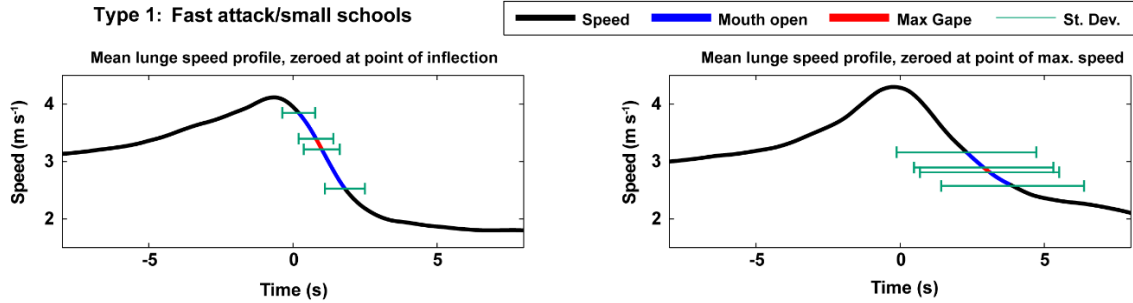 Type 1: Fast attack/small schools
Speed
Mouth open
Max Gape
St. Dev.
Mean lunge speed profile, zeroed at point of inflection
Speed (m s⁻¹)
4
3
2
-5
0
5
Time (s)
Mean lunge speed profile, zeroed at point of max. speed
Speed (m s⁻¹)
4
3
2
-5
0
5
Time (s)